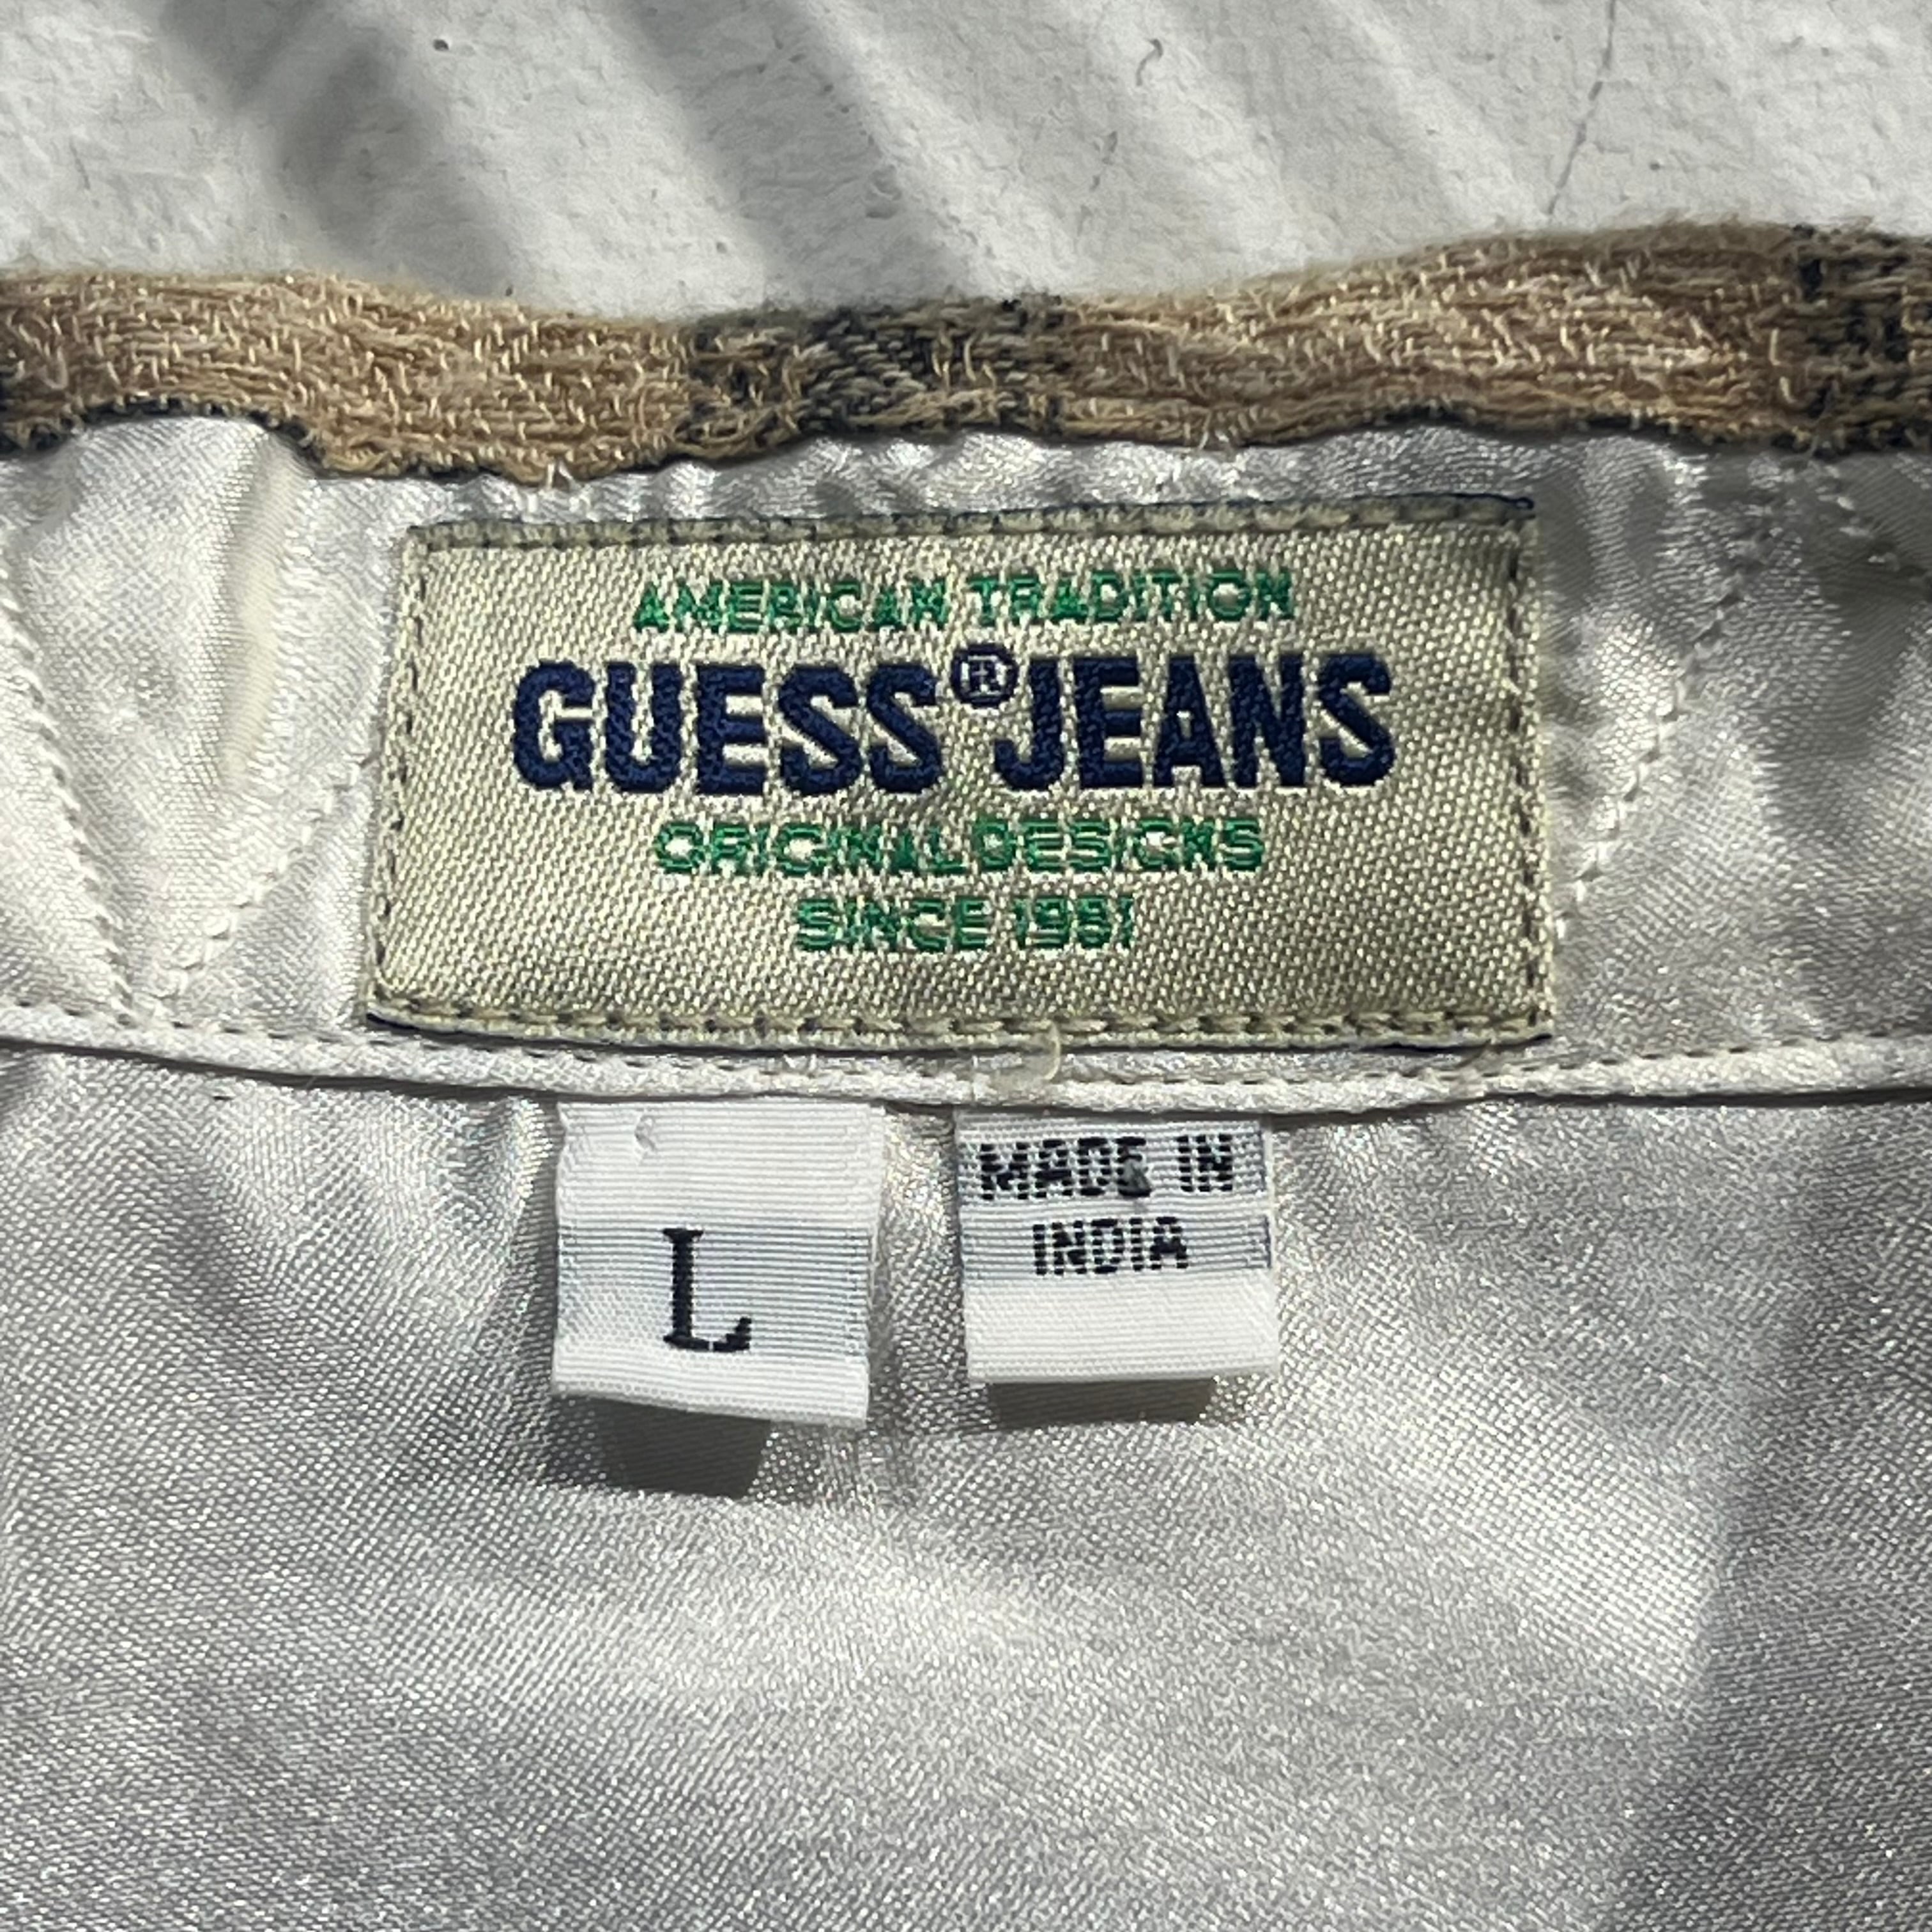 AMERICAN TRADITION
GUESS® JEANS
ORIGINAL DESIGNS
SINCE 1981
L
MADE IN
INDIA